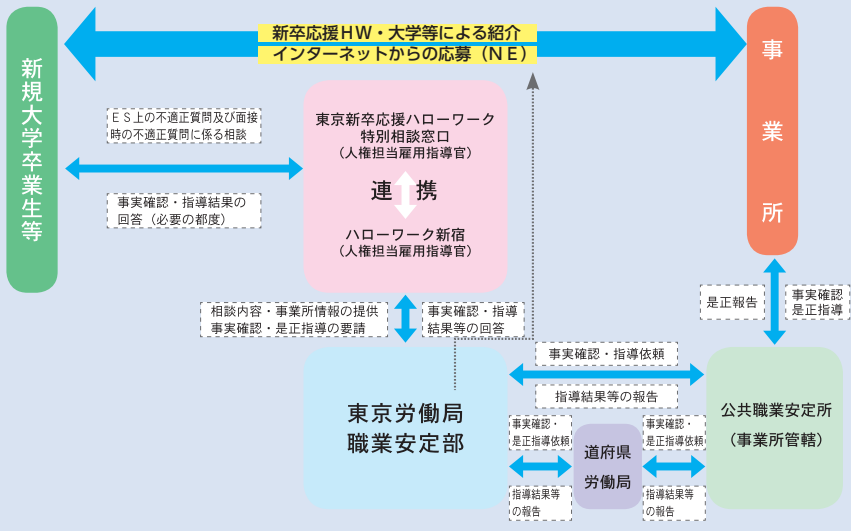 新卒応援HW・大学等による紹介
インターネットからの応募（NE）
新規大学卒業生等
事業所
ES上の不適正質問及び面接
時の不適正質問に係る相談
事実確認・指導結果の
回答（必要の都度）
東京新卒応援ハローワーク
特別相談窓口
（人権担当雇用指導官）
連携
ハローワーク新宿
（人権担当雇用指導官）
相談内容・事業所情報の提供
事実確認・是正指導の要請
事実確認・指導
結果等の回答
是正報告
事実確認
是正指導
東京労働局
職業安定部
事実確認・指導依頼
指導結果等の報告
事実確認・
是正指導依頼
指導結果等
の報告
道府県
労働局
事実確認・
是正指導依頼
指導結果等
の報告
公共職業安定所
（事業所管轄）